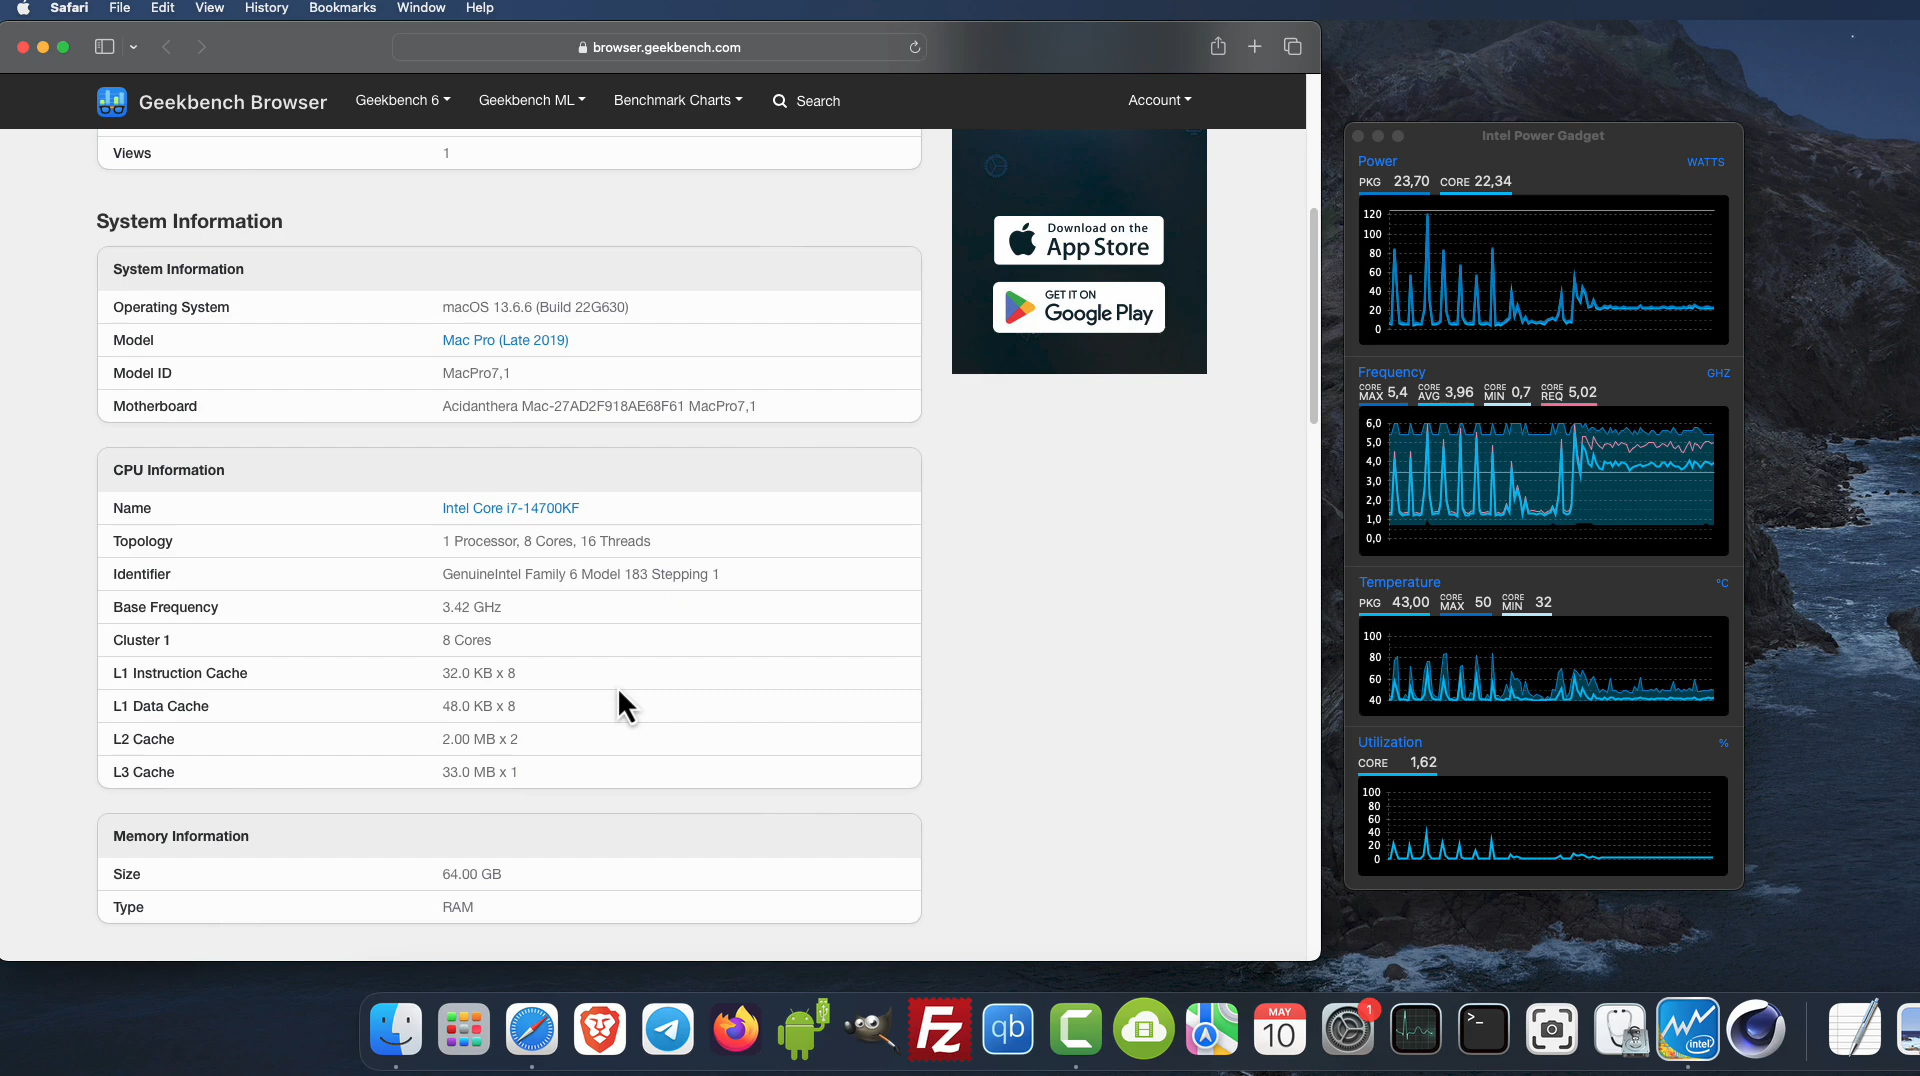 Safari File Edit View History Bookmarks Window Help
browser.geekbench.com
Geekbench Browser Geekbench 6 Geekbench ML Benchmark Charts Search Account
Views 1
System Information
System Information
Operating System macOS 13.6.6 (Build 22G630)
Model Mac Pro (Late 2019)
Model ID MacPro7,1
Motherboard Acidanthera Mac-27AD2F918AE68F61 MacPro7,1
CPU Information
Name Intel Core i7-14700KF
Topology 1 Processor, 8 Cores, 16 Threads
Identifier GenuineIntel Family 6 Model 183 Stepping 1
Base Frequency 3.42 GHz
Cluster 1 8 Cores
L1 Instruction Cache 32.0 KB x 8
L1 Data Cache 48.0 KB x 8
L2 Cache 2.00 MB x 2
L3 Cache 33.0 MB x 1
Memory Information
Size 64.00 GB
Type RAM
Download on the
App Store
GET IT ON
Google Play
Intel Power Gadget
Power WATTS
PKG 23,70 CORE 22,34
120
100
80
60
40
20
0
Frequency GHZ
CORE MAX 5,4 CORE AVG 3,96 CORE MIN 0,7 CORE REQ 5,02
6,0
5,0
4,0
3,0
2,0
1,0
0,0
Temperature °C
PKG 43,00 CORE MAX 50 CORE MIN 32
100
80
60
40
Utilization %
CORE 1,62
100
80
60
40
20
0
Fz
qb
C
MAY
10
1
>_
intel